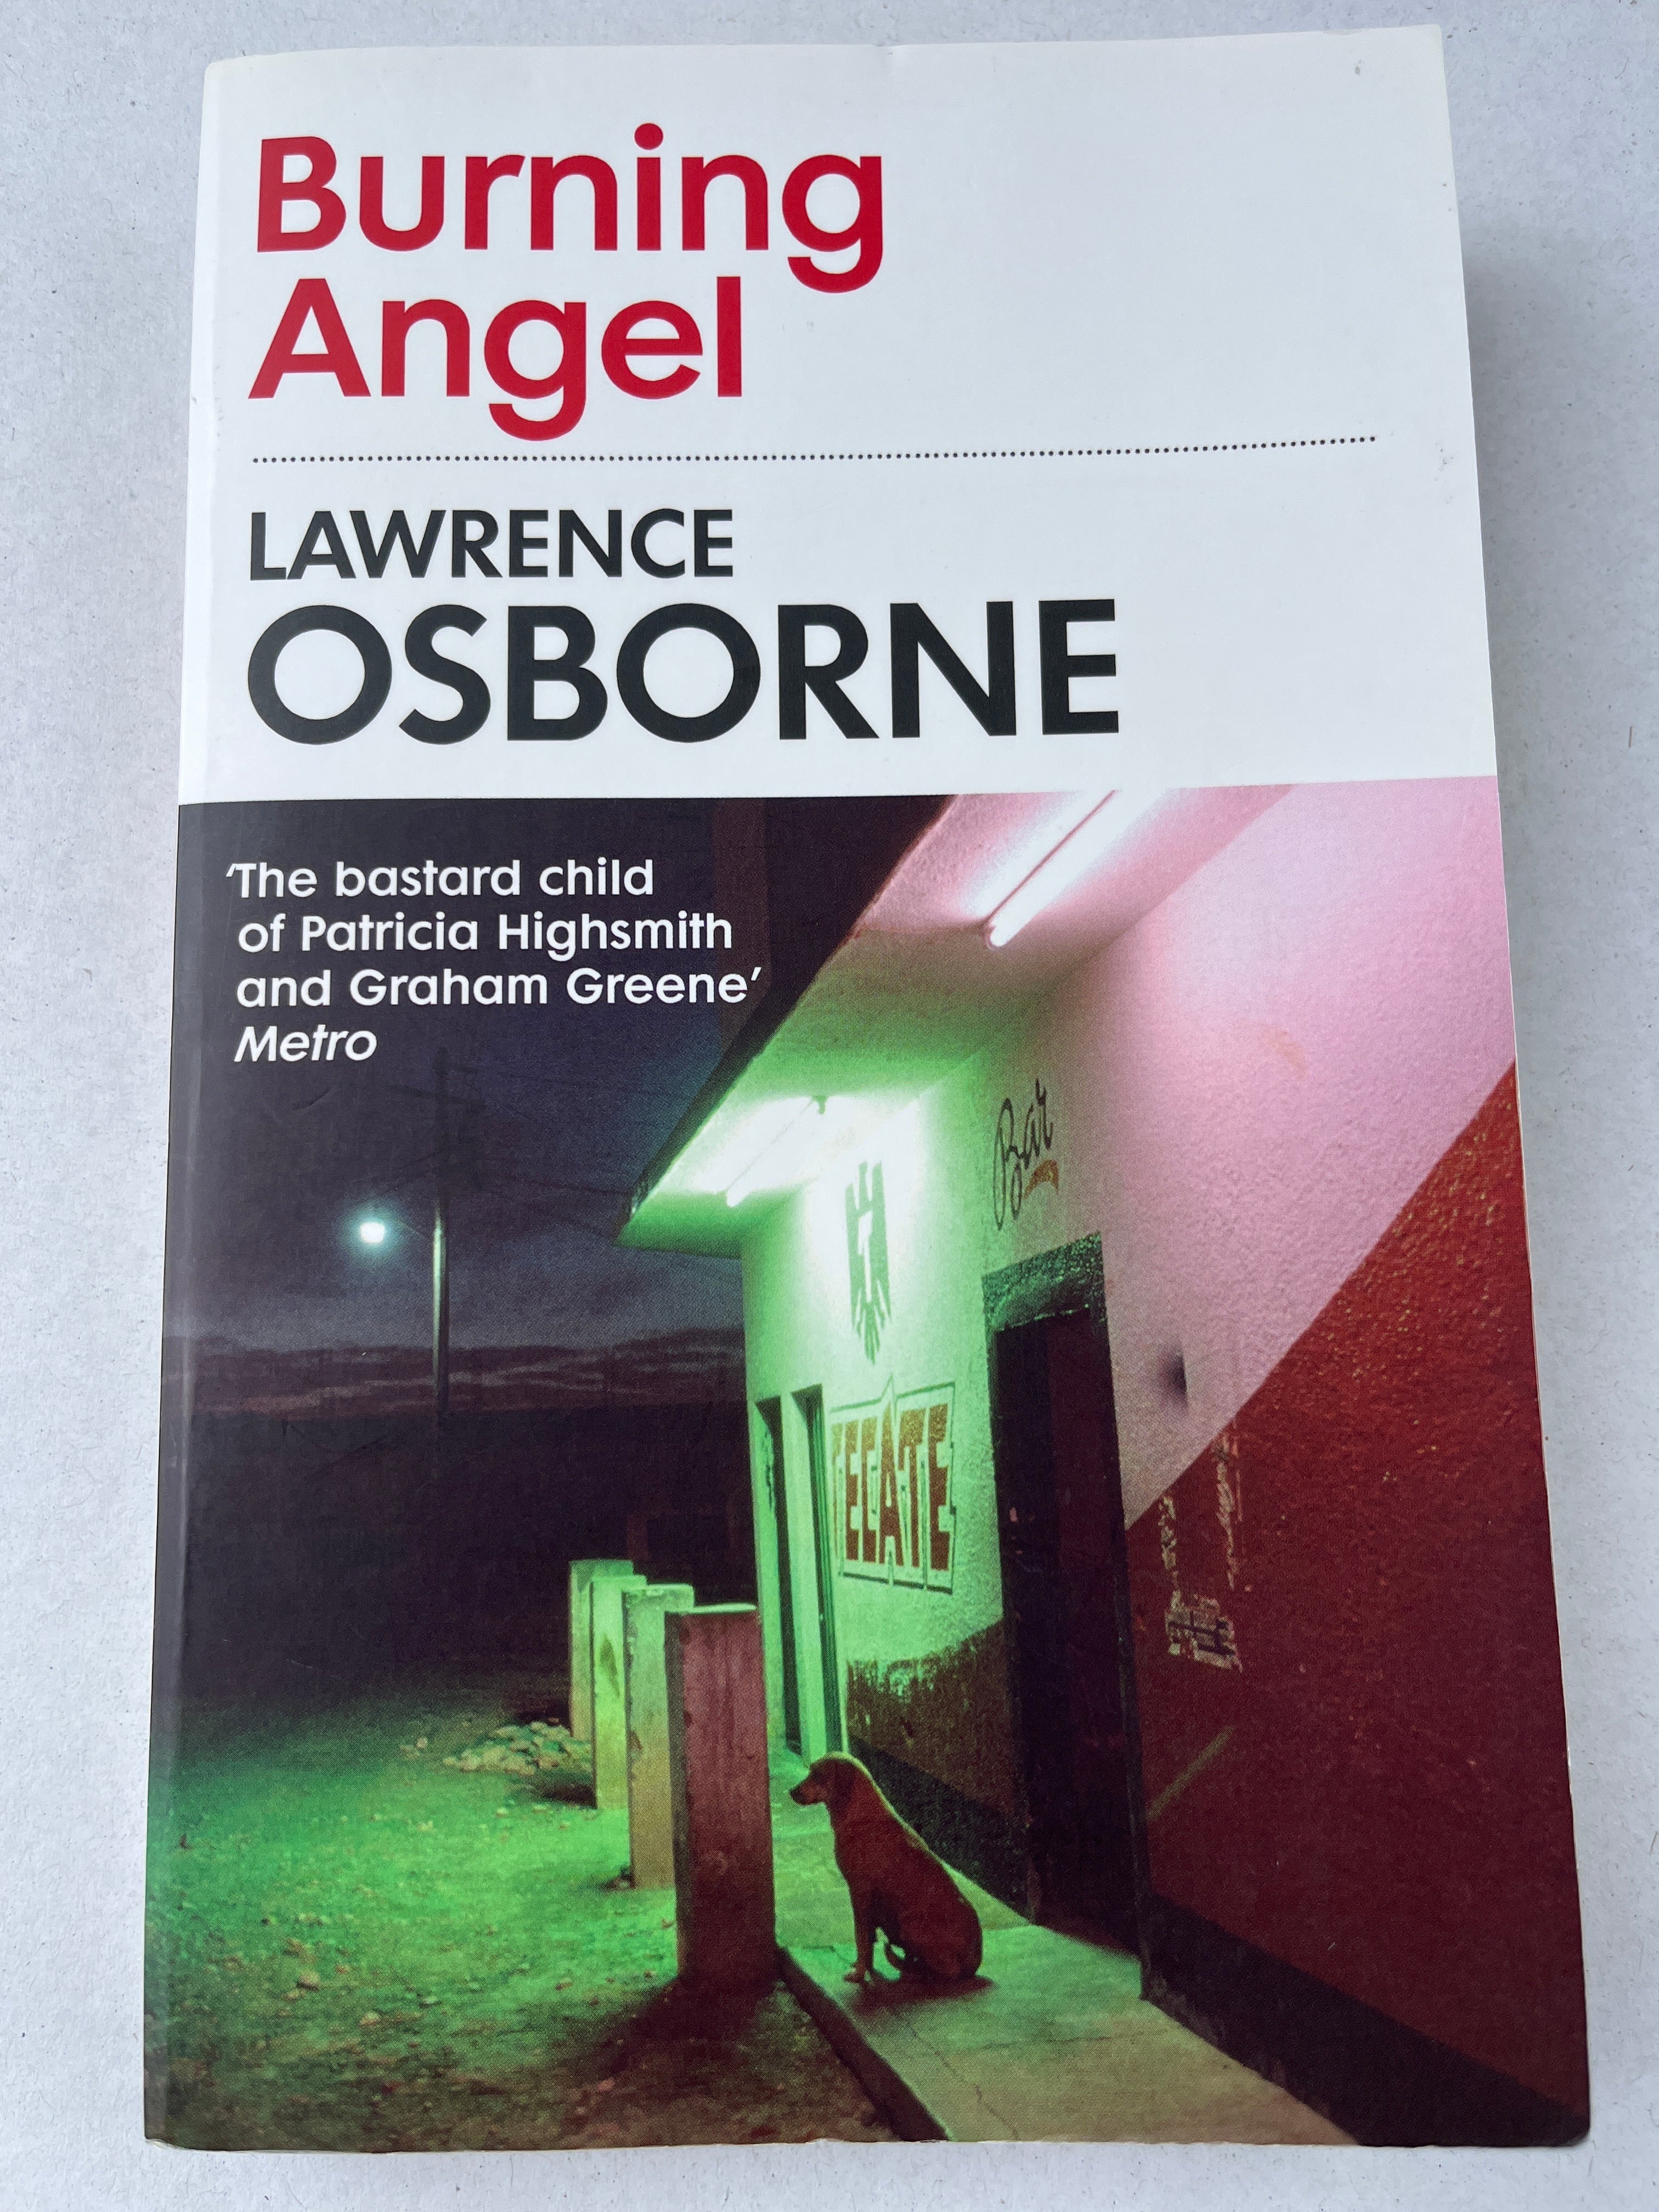 Burning
Angel
LAWRENCE
OSBORNE
‘The bastard child
of Patricia Highsmith
and Graham Greene’
Metro
Bar
TECATE